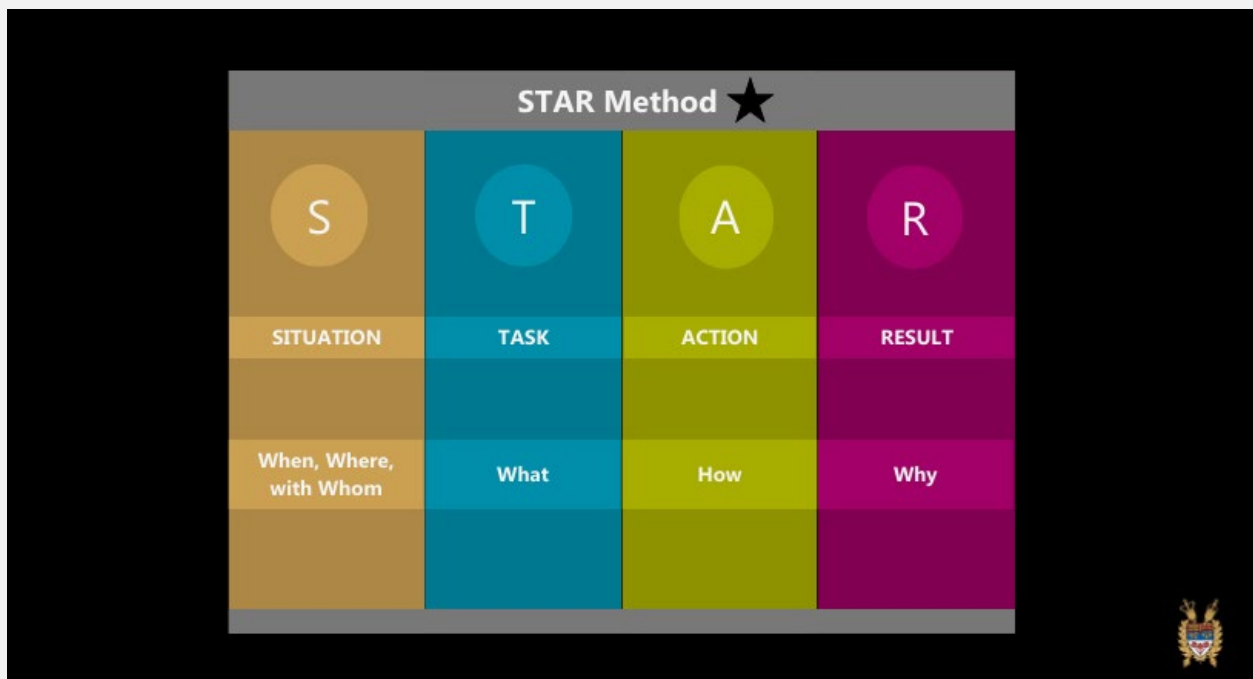 STAR Method
S
T
A
R
SITUATION
TASK
ACTION
RESULT
When, Where,
with Whom
What
How
Why